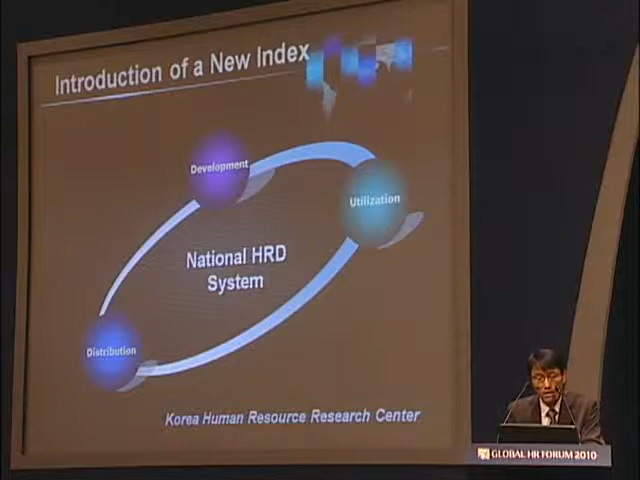 Introduction of a New Index
Development
Utilization
National HRD
System
Distribution
Korea Human Resource Research Center
GLOBAL HR FORUM 2010